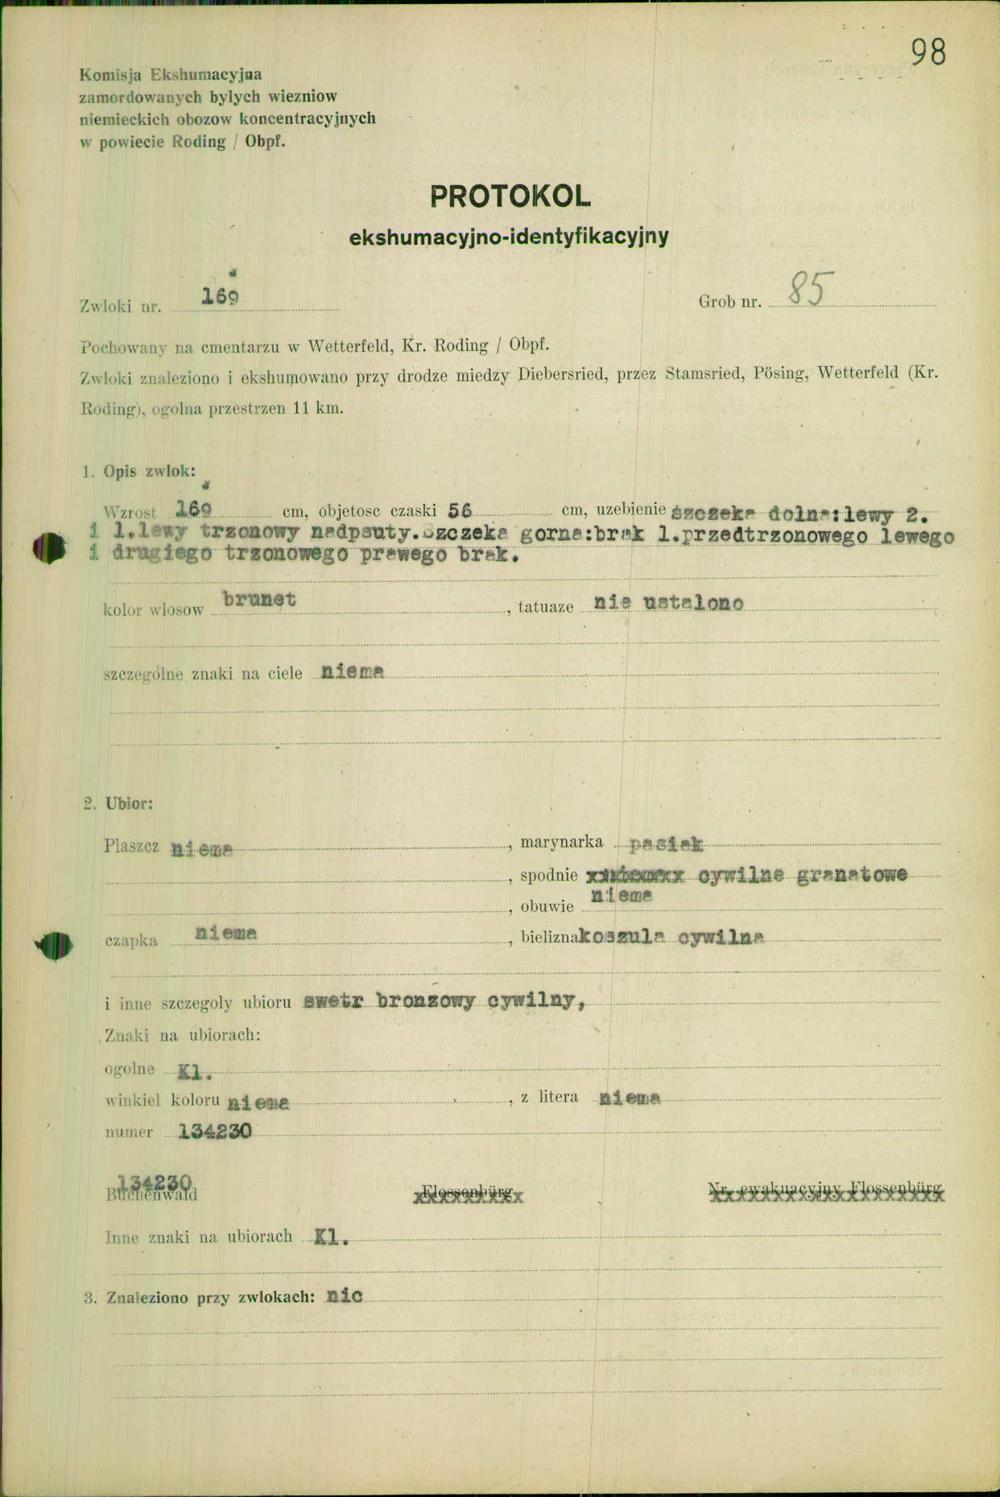 98
Komisja Ekshumacyjna
zamordowanych bylych wiezniow
niemieckich obozow koncentracyjnych
w powiecie Roding / Obpf.
PROTOKOL
ekshumacyjno-identyfikacyjny
Zwloki nr. 169 Grob nr. 85
Pochowany na cmentarzu w Wetterfeld, Kr. Roding / Obpf.
Zwloki znaleziono i ekshumowano przy drodze miedzy Diebersried, przez Stamsried, Pösing, Wetterfeld (Kr.
Roding), ogolna przestrzen 11 km.
1. Opis zwlok:
Wzrost 169 cm, objetosc czaski 56 cm, uzebienie szczeka dolna:lewy 2.
i 1.lewy trzonowy nadpsuty.Szczeka gorna:brak 1.przedtrzonowego lewego
i drugiego trzonowego prawego brak.
kolor wlosow brunet , tatuaze nie ustalono
szczególne znaki na ciele niema
2. Ubior:
Plaszcz niema , marynarka pasiak
, spodnie cywilne granatowe
, obuwie niema
czapka niema , bielizna koszula cywilna
i inne szczegoly ubioru swetr bronzowy cywilny,
Znaki na ubiorach:
ogolne Kl.
winkiel koloru niema , z litera niema
numer 134230
134230
Buchenwald Flossenbürg Nr. ewakuacyjny Flossenbürg
Inne znaki na ubiorach Kl.
3. Znaleziono przy zwlokach: nic